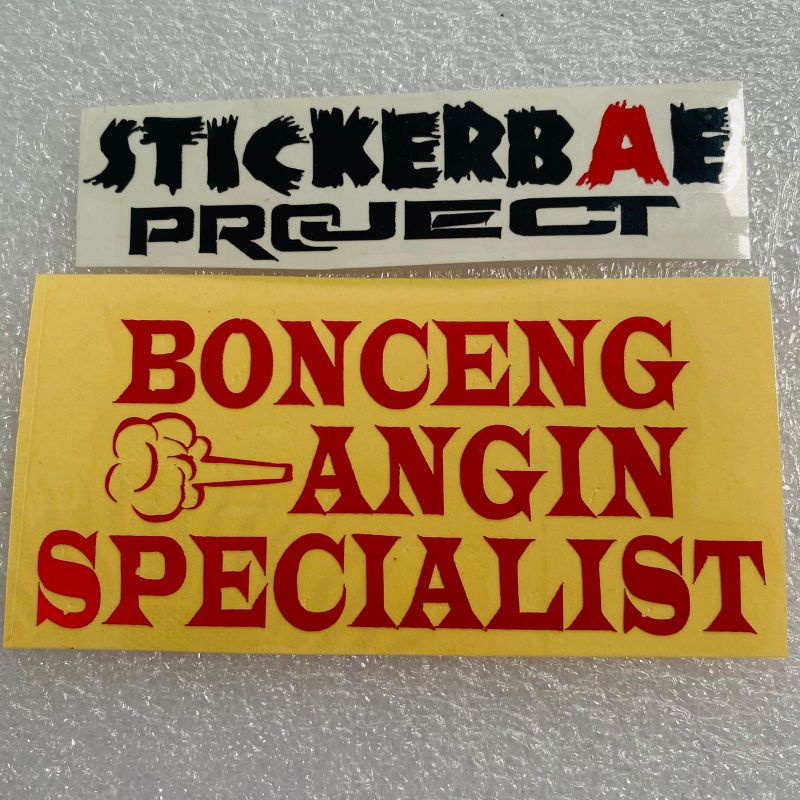 STICKERBAE
PROJECT
BONCENG
ANGIN
SPECIALIST